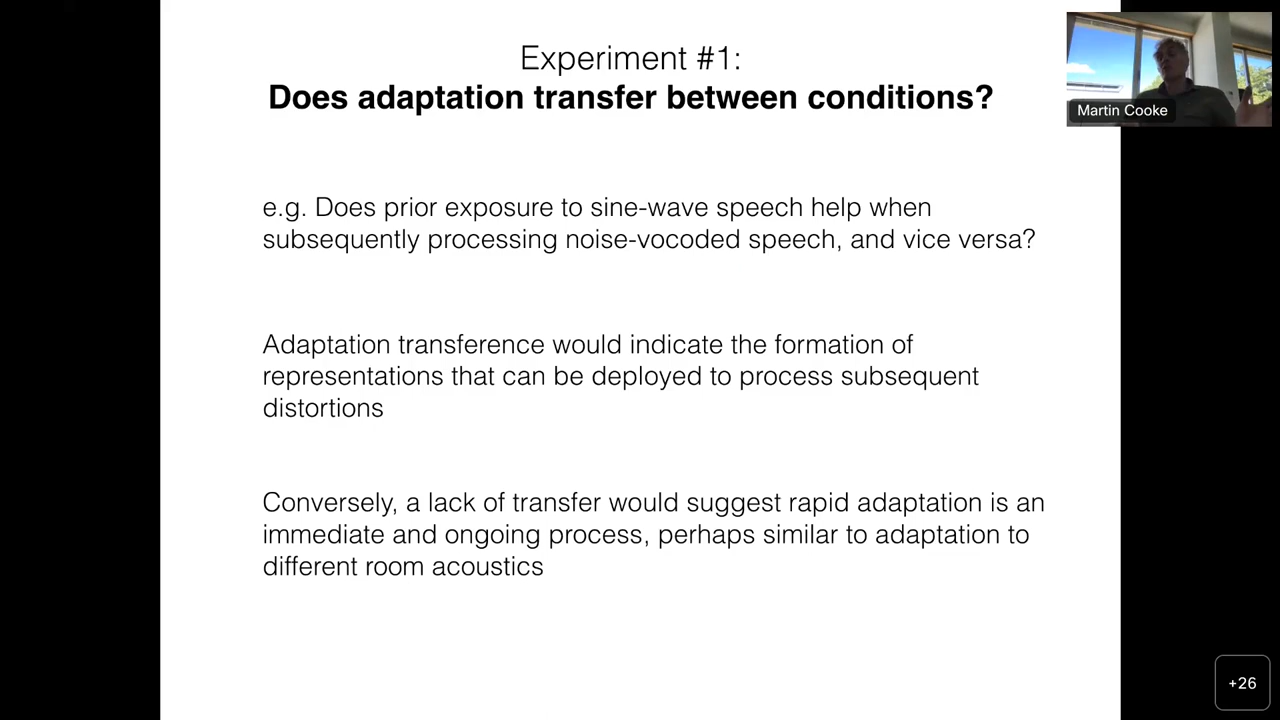 Experiment #1:
Does adaptation transfer between conditions?
Martin Cooke
e.g. Does prior exposure to sine-wave speech help when
subsequently processing noise-vocoded speech, and vice versa?
Adaptation transference would indicate the formation of
representations that can be deployed to process subsequent
distortions
Conversely, a lack of transfer would suggest rapid adaptation is an
immediate and ongoing process, perhaps similar to adaptation to
different room acoustics
+26